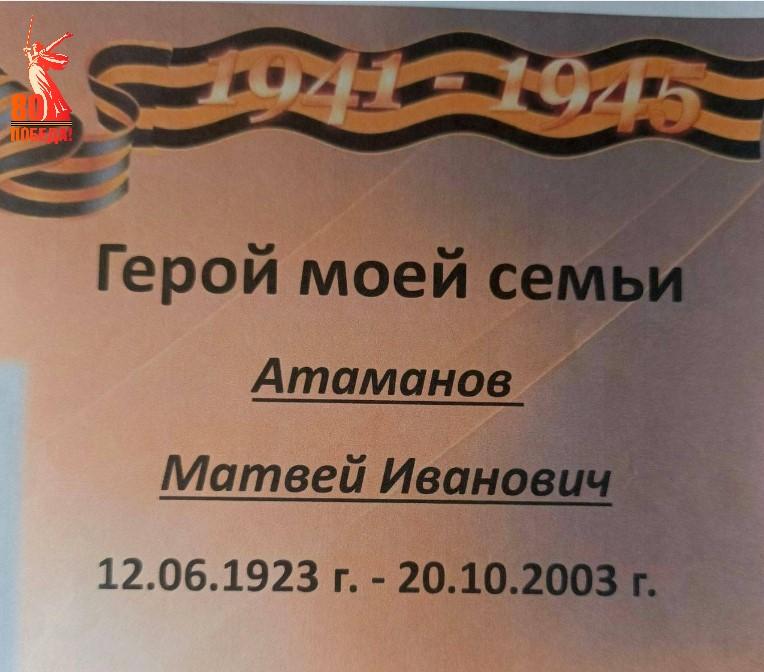 1941 - 1945
80
ПОБЕДА!
Герой моей семьи
Атаманов
Матвей Иванович
12.06.1923 г. - 20.10.2003 г.